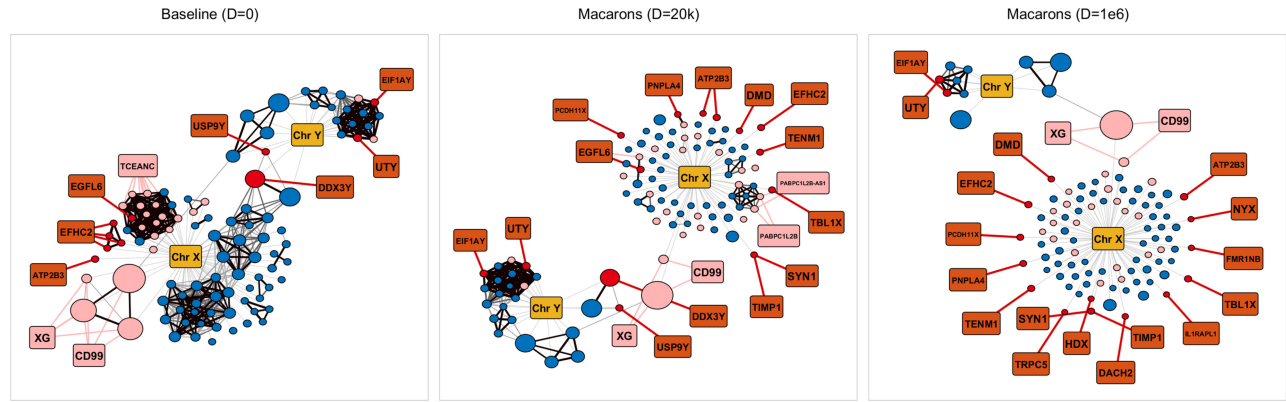 Baseline (D=0)
EIF1AY
USP9Y
Chr Y
UTY
TCEANC
EGFL6
DDX3Y
EFHC2
Chr X
ATP2B3
XG
CD99
Macarons (D=20k)
PNPLA4
ATP2B3
DMD
EFHC2
PCDH11X
TENM1
EGFL6
Chr X
PABPC1L2B-AS1
TBL1X
PABPC1L2B
UTY
EIF1AY
CD99
SYN1
Chr Y
TIMP1
DDX3Y
XG
USP9Y
Macarons (D=1e6)
EIF1AY
Chr Y
UTY
XG
CD99
DMD
ATP2B3
EFHC2
NYX
PCDH11X
Chr X
FMR1NB
PNPLA4
TBL1X
TENM1
SYN1
TIMP1
IL1RAPL1
HDX
TRPC5
DACH2